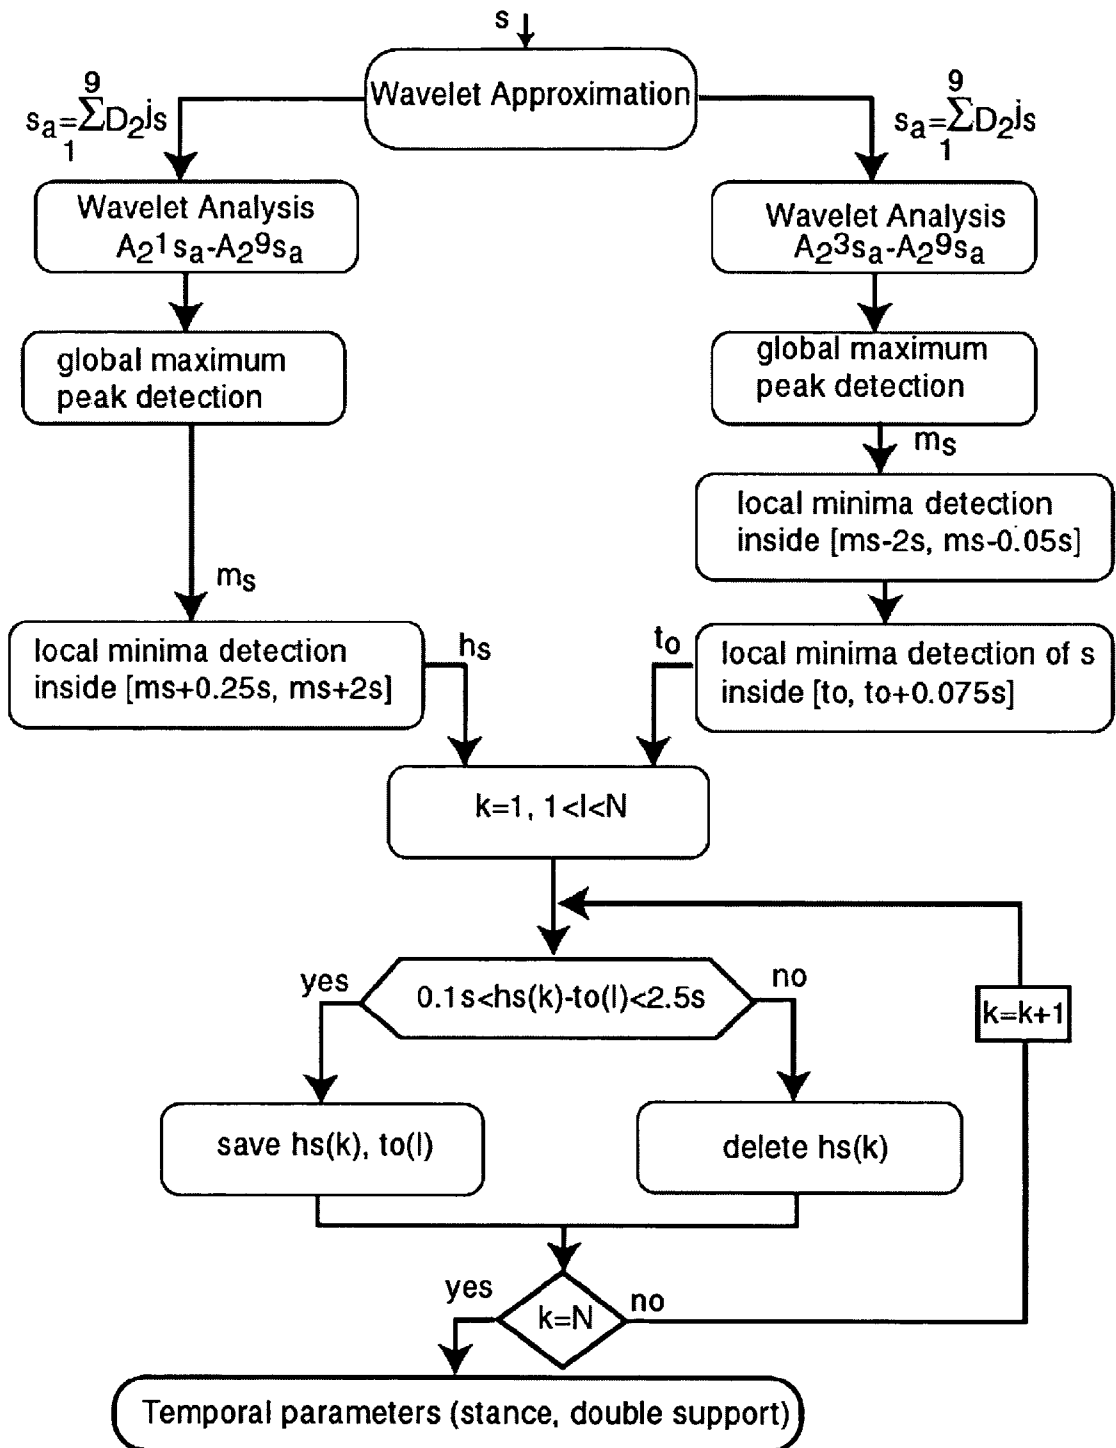 s
Wavelet Approximation
9
sa=ΣD2js
1
9
sa=ΣD2js
1
Wavelet Analysis
A21sa-A29sa
Wavelet Analysis
A23sa-A29sa
global maximum
peak detection
global maximum
peak detection
ms
local minima detection
inside [ms-2s, ms-0.05s]
ms
local minima detection
inside [ms+0.25s, ms+2s]
hs
to
local minima detection of s
inside [to, to+0.075s]
k=1, 1<l<N
yes
0.1s<hs(k)-to(l)<2.5s
no
k=k+1
save hs(k), to(l)
delete hs(k)
yes
k=N
no
Temporal parameters (stance, double support)